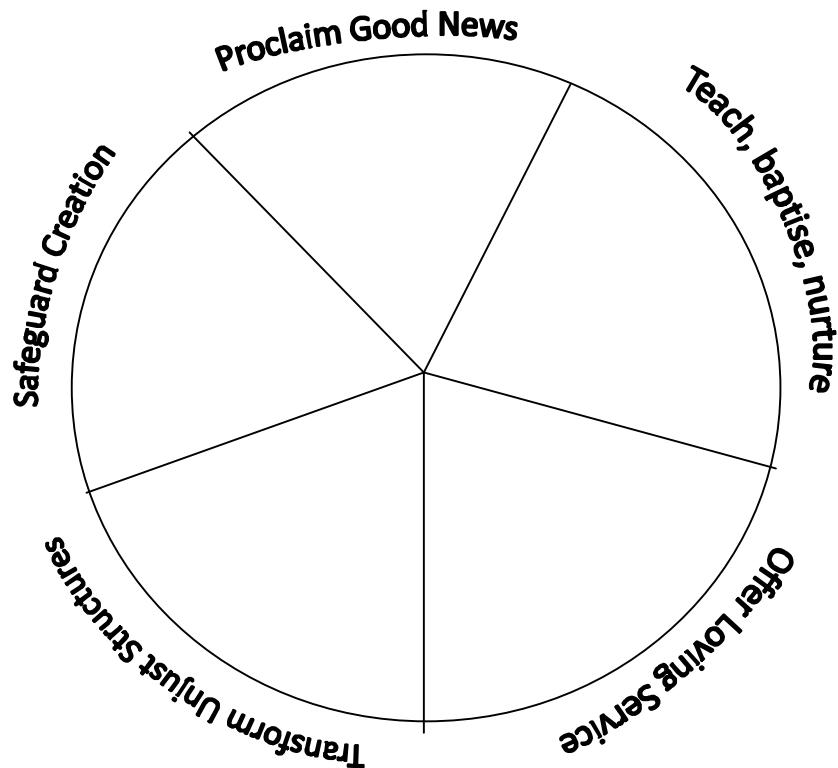 Proclaim Good News
Teach, baptise, nurture
Offer Loving Service
Transform Unjust Structures
Safeguard Creation